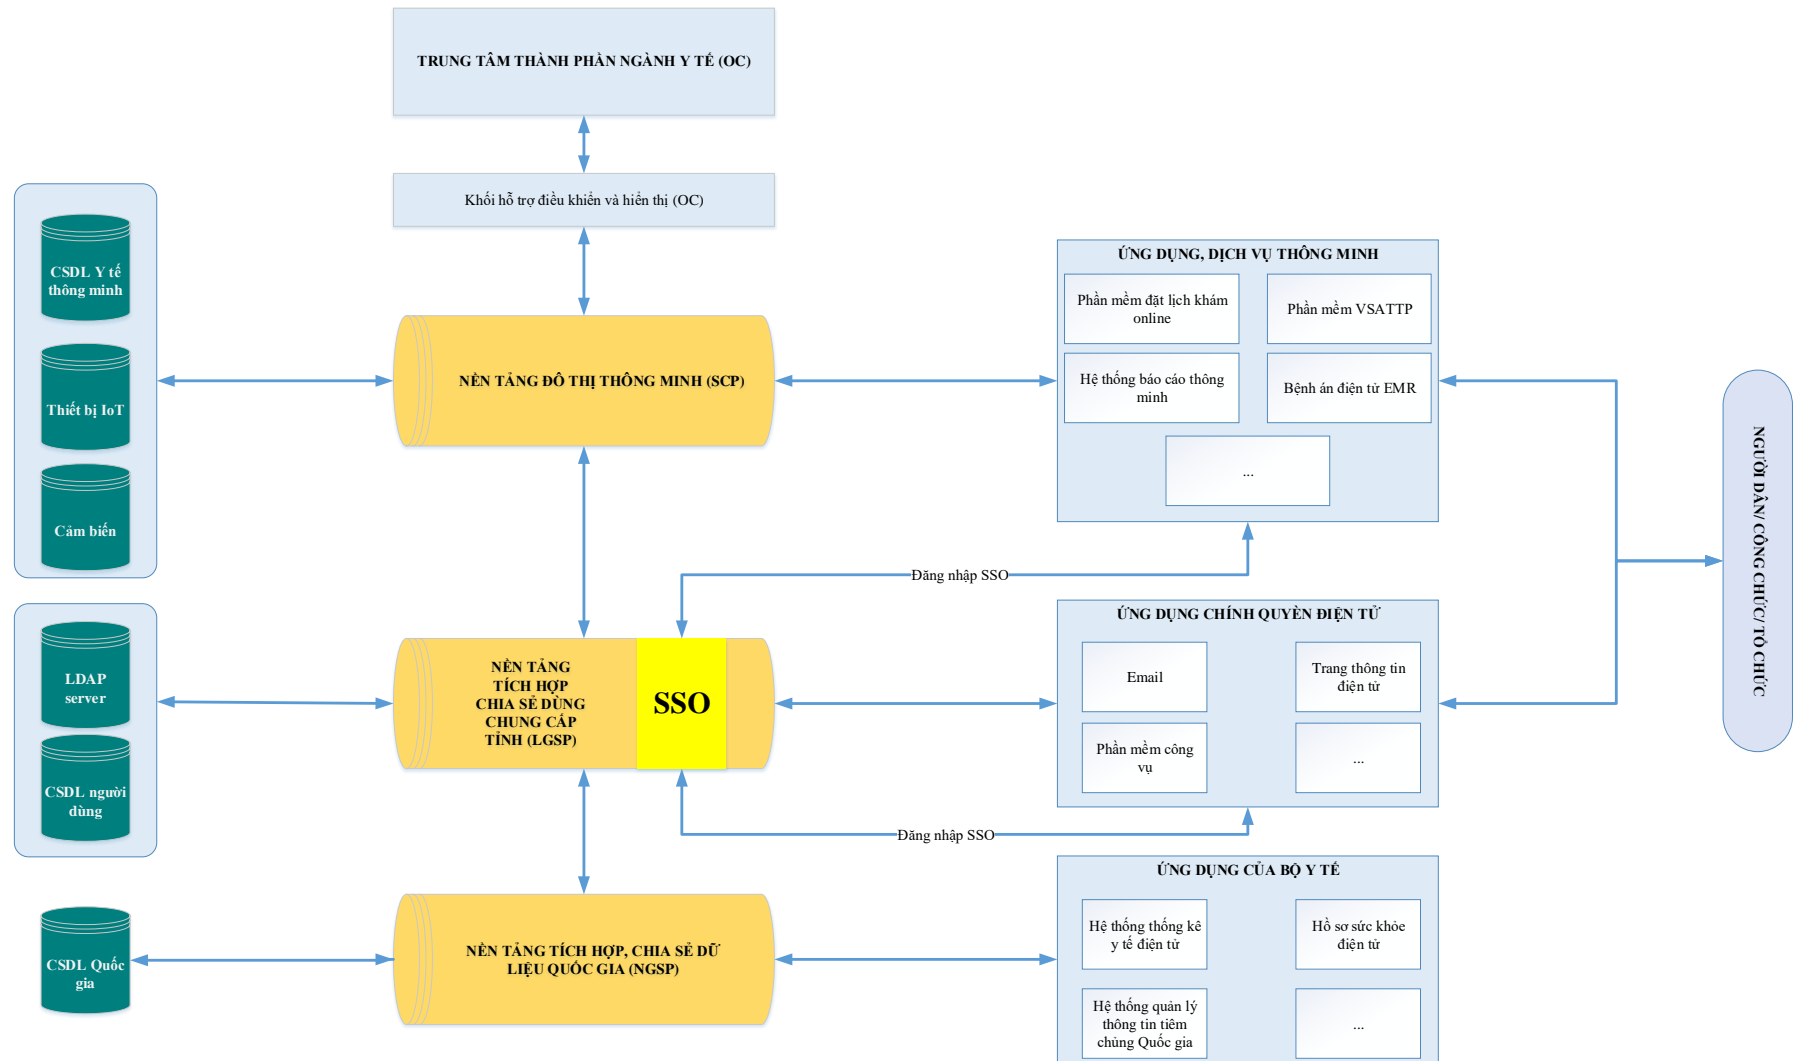 TRUNG TÂM THÀNH PHẦN NGÀNH Y TẾ (OC)
Khối hỗ trợ điều khiển và hiển thị (OC)
CSDL Y tế
thông minh
Thiết bị IoT
Cảm biến
NỀN TẢNG ĐÔ THỊ THÔNG MINH (SCP)
ỨNG DỤNG, DỊCH VỤ THÔNG MINH
Phần mềm đặt lịch khám
online
Phần mềm VSATTP
Hệ thống báo cáo thông
minh
Bệnh án điện tử EMR
...
NGƯỜI DÂN/ CÔNG CHỨC/ TỔ CHỨC
Đăng nhập SSO
LDAP
server
CSDL người
dùng
NỀN TẢNG
TÍCH HỢP
CHIA SẺ DÙNG
CHUNG CẤP
TỈNH (LGSP)
SSO
ỨNG DỤNG CHÍNH QUYỀN ĐIỆN TỬ
Email
Trang thông tin
điện tử
Phần mềm công
vụ
...
Đăng nhập SSO
CSDL Quốc
gia
NỀN TẢNG TÍCH HỢP, CHIA SẺ DỮ
LIỆU QUỐC GIA (NGSP)
ỨNG DỤNG CỦA BỘ Y TẾ
Hệ thống thống kê
y tế điện tử
Hồ sơ sức khỏe
điện tử
Hệ thống quản lý
thông tin tiêm
chủng Quốc gia
...